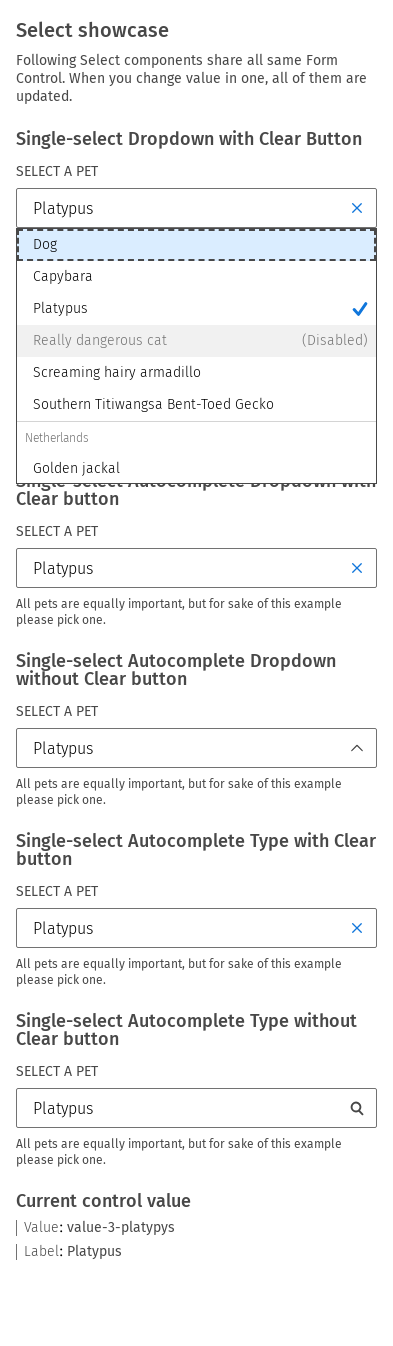 Select showcase
Following Select components share all same Form
Control. When you change value in one, all of them are
updated.
Single-select Dropdown with Clear Button
SELECT A PET
Platypus
Dog
Capybara
Platypus
Really dangerous cat (Disabled)
Screaming hairy armadillo
Southern Titiwangsa Bent-Toed Gecko
Netherlands
Golden jackal
Single-select Autocomplete Dropdown with
Clear button
SELECT A PET
Platypus
All pets are equally important, but for sake of this example
please pick one.
Single-select Autocomplete Dropdown
without Clear button
SELECT A PET
Platypus
All pets are equally important, but for sake of this example
please pick one.
Single-select Autocomplete Type with Clear
button
SELECT A PET
Platypus
All pets are equally important, but for sake of this example
please pick one.
Single-select Autocomplete Type without
Clear button
SELECT A PET
Platypus
All pets are equally important, but for sake of this example
please pick one.
Current control value
Value: value-3-platypys
Label: Platypus